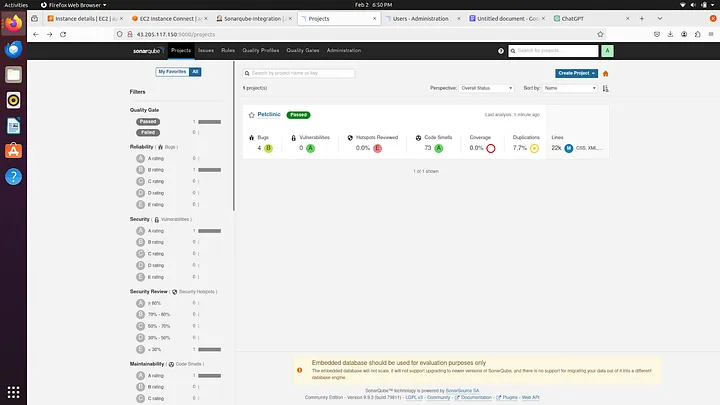 Activities
Firefox Web Browser
Feb 2 6:50 PM
Instance details | EC2 | a
EC2 Instance Connect | a
Sonarqube-Integration [
Projects
Users - Administration
Untitled document - Goo
ChatGPT
43.205.117.150:9000/projects
sonarqube
Projects
Issues
Rules
Quality Profiles
Quality Gates
Administration
Search for projects...
A
My Favorites
All
Search by project name or key
Create Project
1 project(s)
Perspective:
Overall Status
Sort by:
Name
Filters
Quality Gate
Passed 1
Failed 0
Reliability ( Bugs )
A A rating 0
B B rating 1
C C rating 0
D D rating 0
E E rating 0
Security ( Vulnerabilities )
A A rating 1
B B rating 0
C C rating 0
D D rating 0
E E rating 0
Security Review ( Security Hotspots )
A ≥ 80% 0
B 70% - 80% 0
C 50% - 70% 0
D 30% - 50% 0
E < 30% 1
Maintainability ( Code Smells )
A A rating 1
B B rating 0
C C rating 0
Petclinic
Passed
Last analysis: 1 minute ago
Bugs
Vulnerabilities
Hotspots Reviewed
Code Smells
Coverage
Duplications
Lines
4 B
0 A
0.0% E
73 A
0.0%
7.7%
22k M CSS, XML,...
1 of 1 shown
Embedded database should be used for evaluation purposes only
The embedded database will not scale, it will not support upgrading to newer versions of SonarQube, and there is no support for migrating your data out of it into a
different database engine.
SonarQube™ technology is powered by SonarSource SA
Community Edition - Version 9.9.3 (build 79811) - LGPL v3 - Community - Documentation - Plugins - Web API